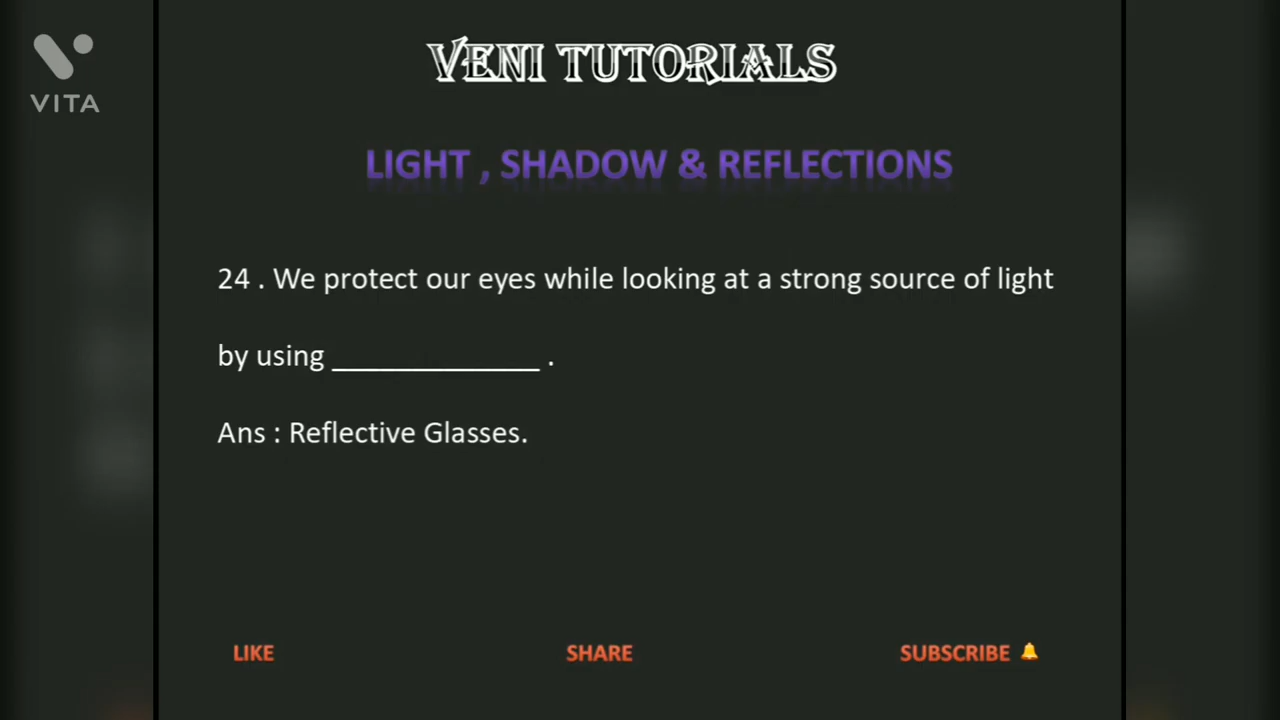 VITA
VENI TUTORIALS
LIGHT , SHADOW & REFLECTIONS
24 . We protect our eyes while looking at a strong source of light
by using _____________ .
Ans : Reflective Glasses.
LIKE SHARE SUBSCRIBE 🔔